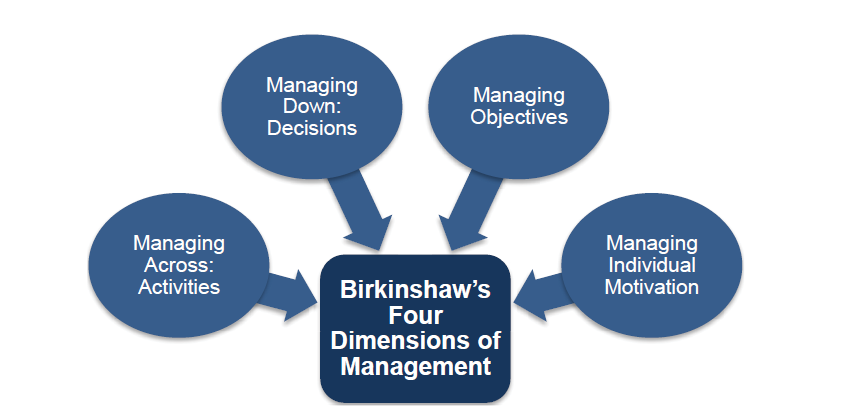 Managing
Down:
Decisions
Managing
Objectives
Managing
Across:
Activities
Managing
Individual
Motivation
Birkinshaw’s
Four
Dimensions of
Management